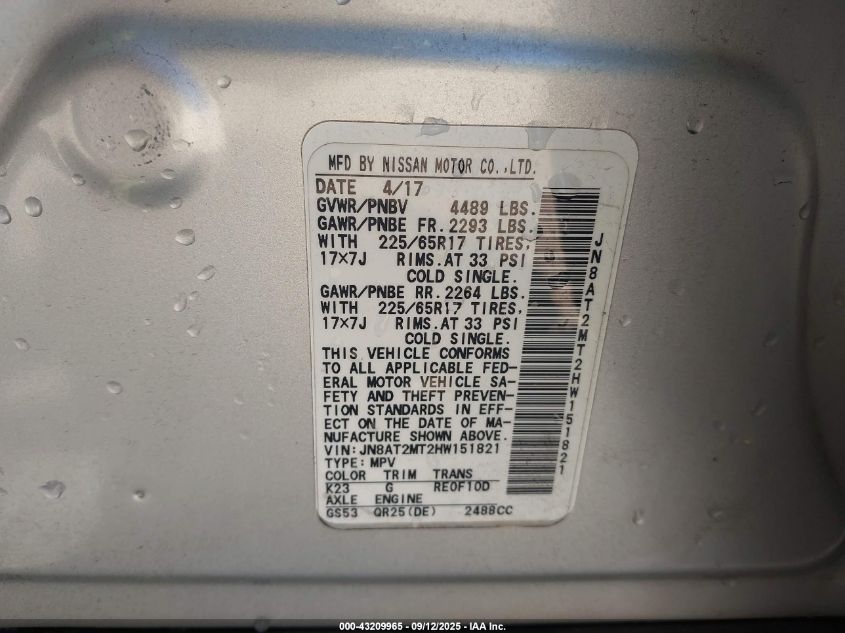 MFD BY NISSAN MOTOR CO.,LTD.
DATE 4/17
GVWR/PNBV 4489 LBS.
GAWR/PNBE FR. 2293 LBS.
WITH 225/65R17 TIRES,
17×7J RIMS.AT 33 PSI
COLD SINGLE.
GAWR/PNBE RR. 2264 LBS.
WITH 225/65R17 TIRES,
17×7J RIMS.AT 33 PSI
COLD SINGLE.
THIS VEHICLE CONFORMS
TO ALL APPLICABLE FED-
ERAL MOTOR VEHICLE SA-
FETY AND THEFT PREVEN-
TION STANDARDS IN EFF-
ECT ON THE DATE OF MA-
NUFACTURE SHOWN ABOVE.
VIN:JN8AT2MT2HW151821
TYPE:MPV
COLOR TRIM TRANS
K23 G RE0F10D
AXLE ENGINE
GS53 QR25(DE) 2488CC
JN8AT2MT2HW151821
000-43209965 - 09/12/2025 - IAA Inc.